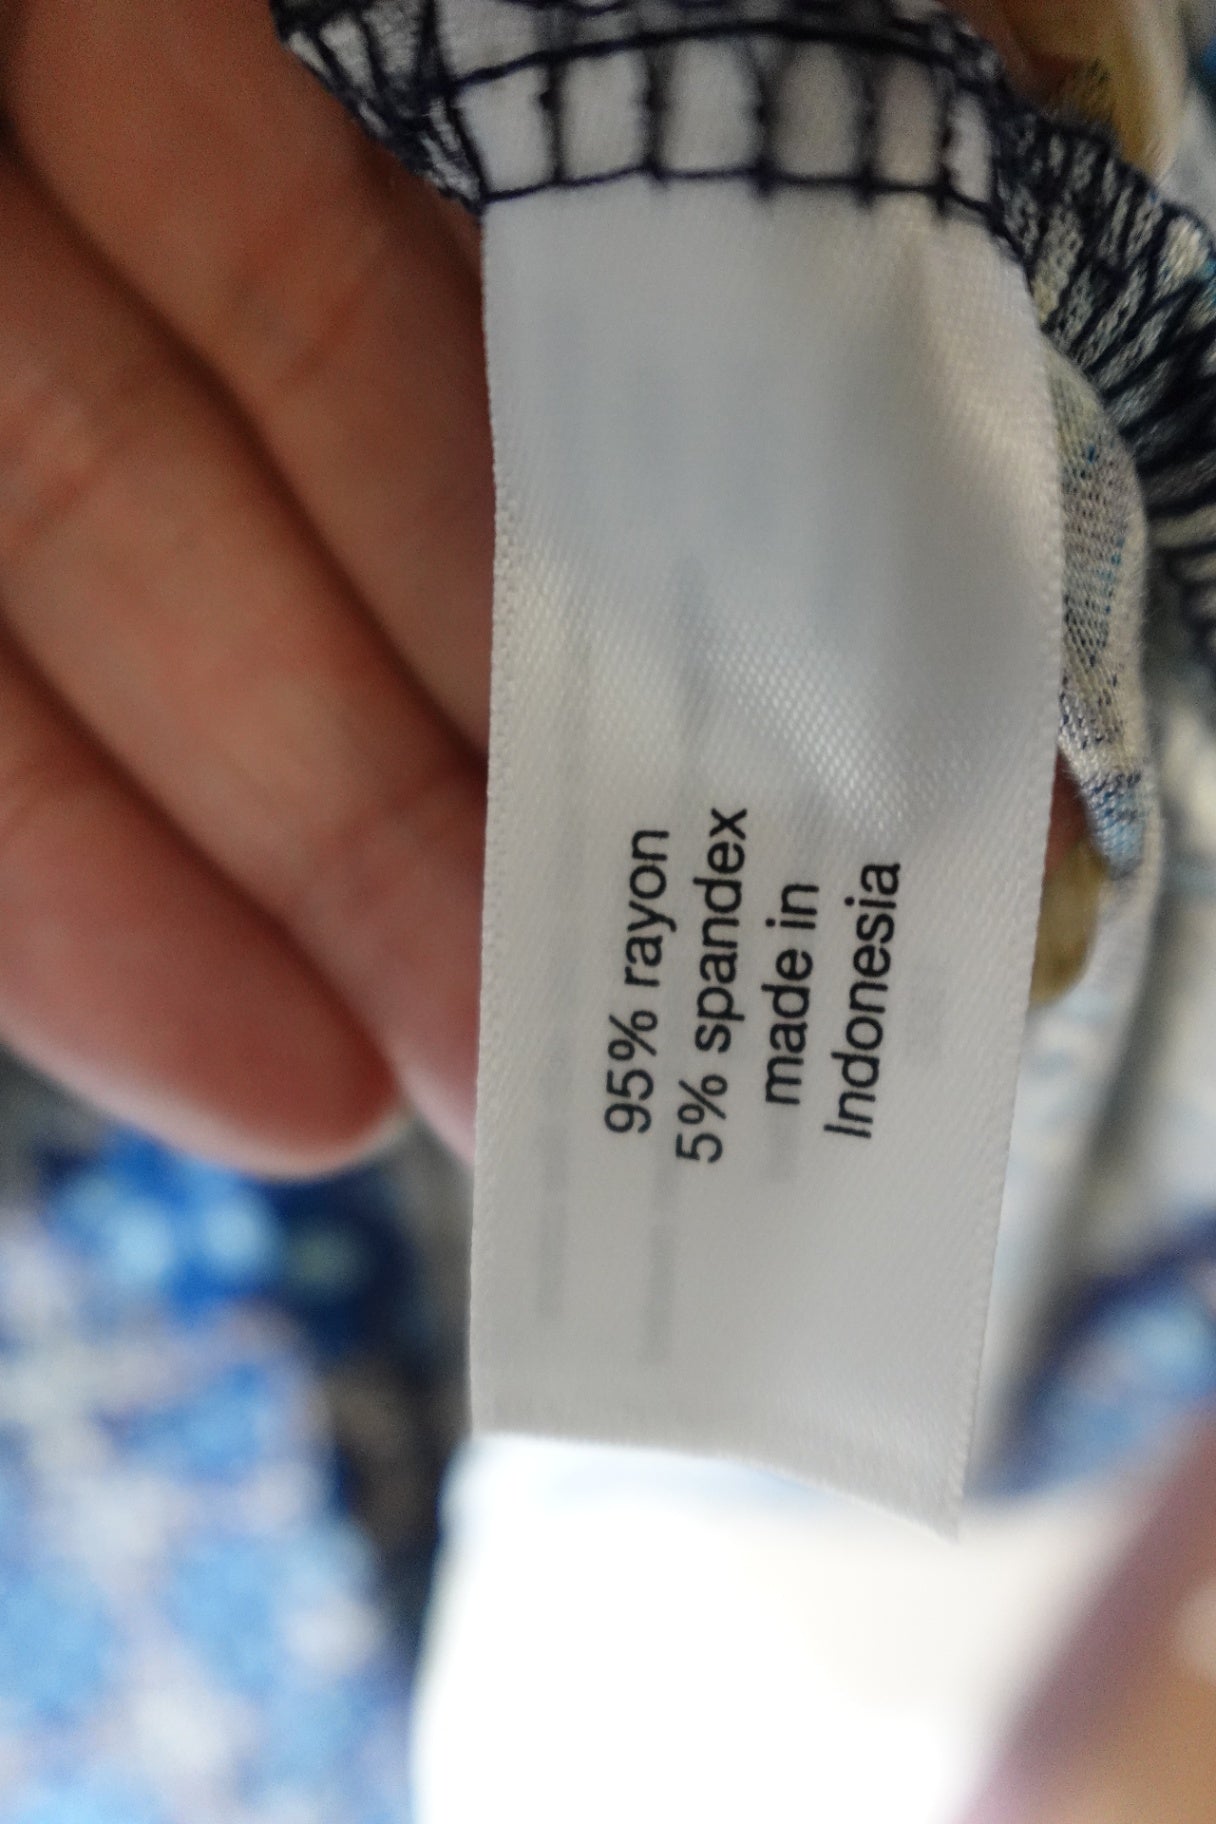 95% rayon
5% spandex
made in
Indonesia